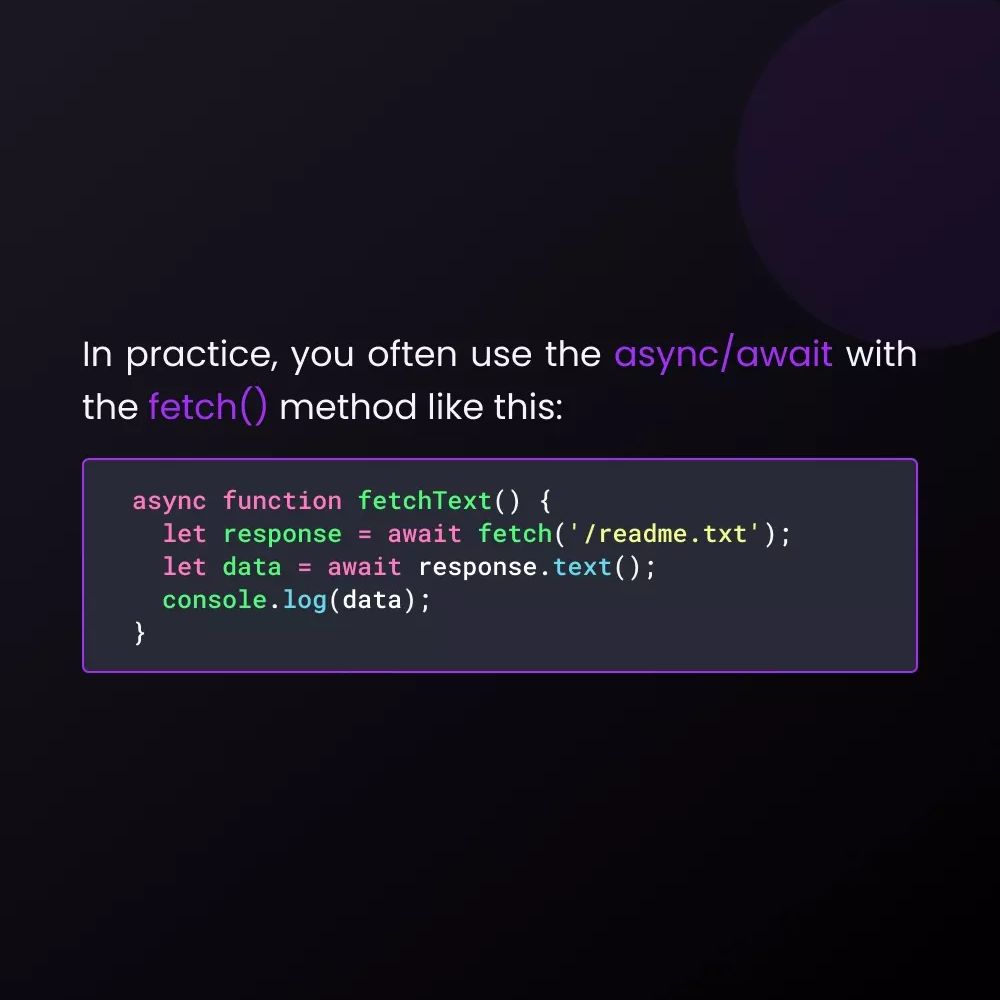 In practice, you often use the async/await with
the fetch() method like this:
async function fetchText() {
  let response = await fetch('/readme.txt');
  let data = await response.text();
  console.log(data);
}